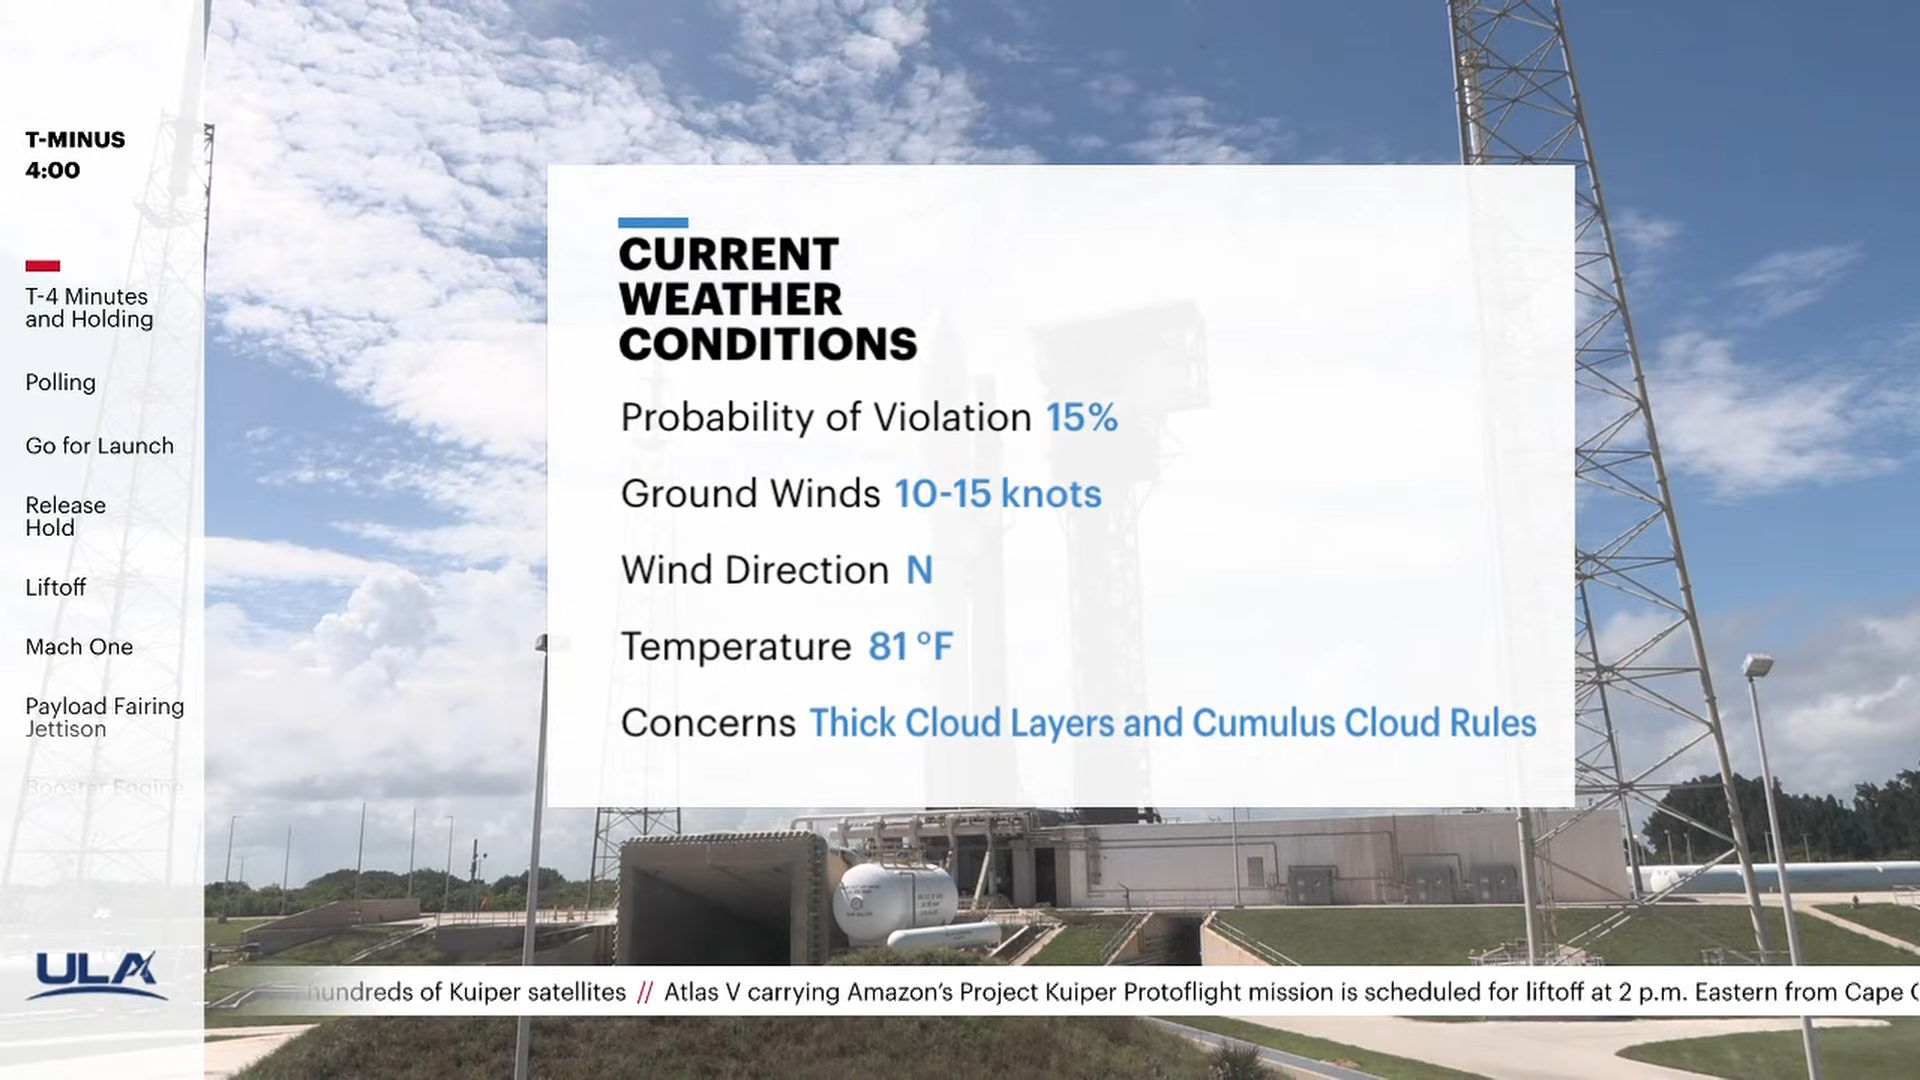 T-MINUS
4:00
T-4 Minutes
and Holding
Polling
Go for Launch
Release
Hold
Liftoff
Mach One
Payload Fairing
Jettison
Booster Engine
ULA
CURRENT
WEATHER
CONDITIONS
Probability of Violation 15%
Ground Winds 10-15 knots
Wind Direction N
Temperature 81 °F
Concerns Thick Cloud Layers and Cumulus Cloud Rules
hundreds of Kuiper satellites // Atlas V carrying Amazon's Project Kuiper Protoflight mission is scheduled for liftoff at 2 p.m. Eastern from Cape